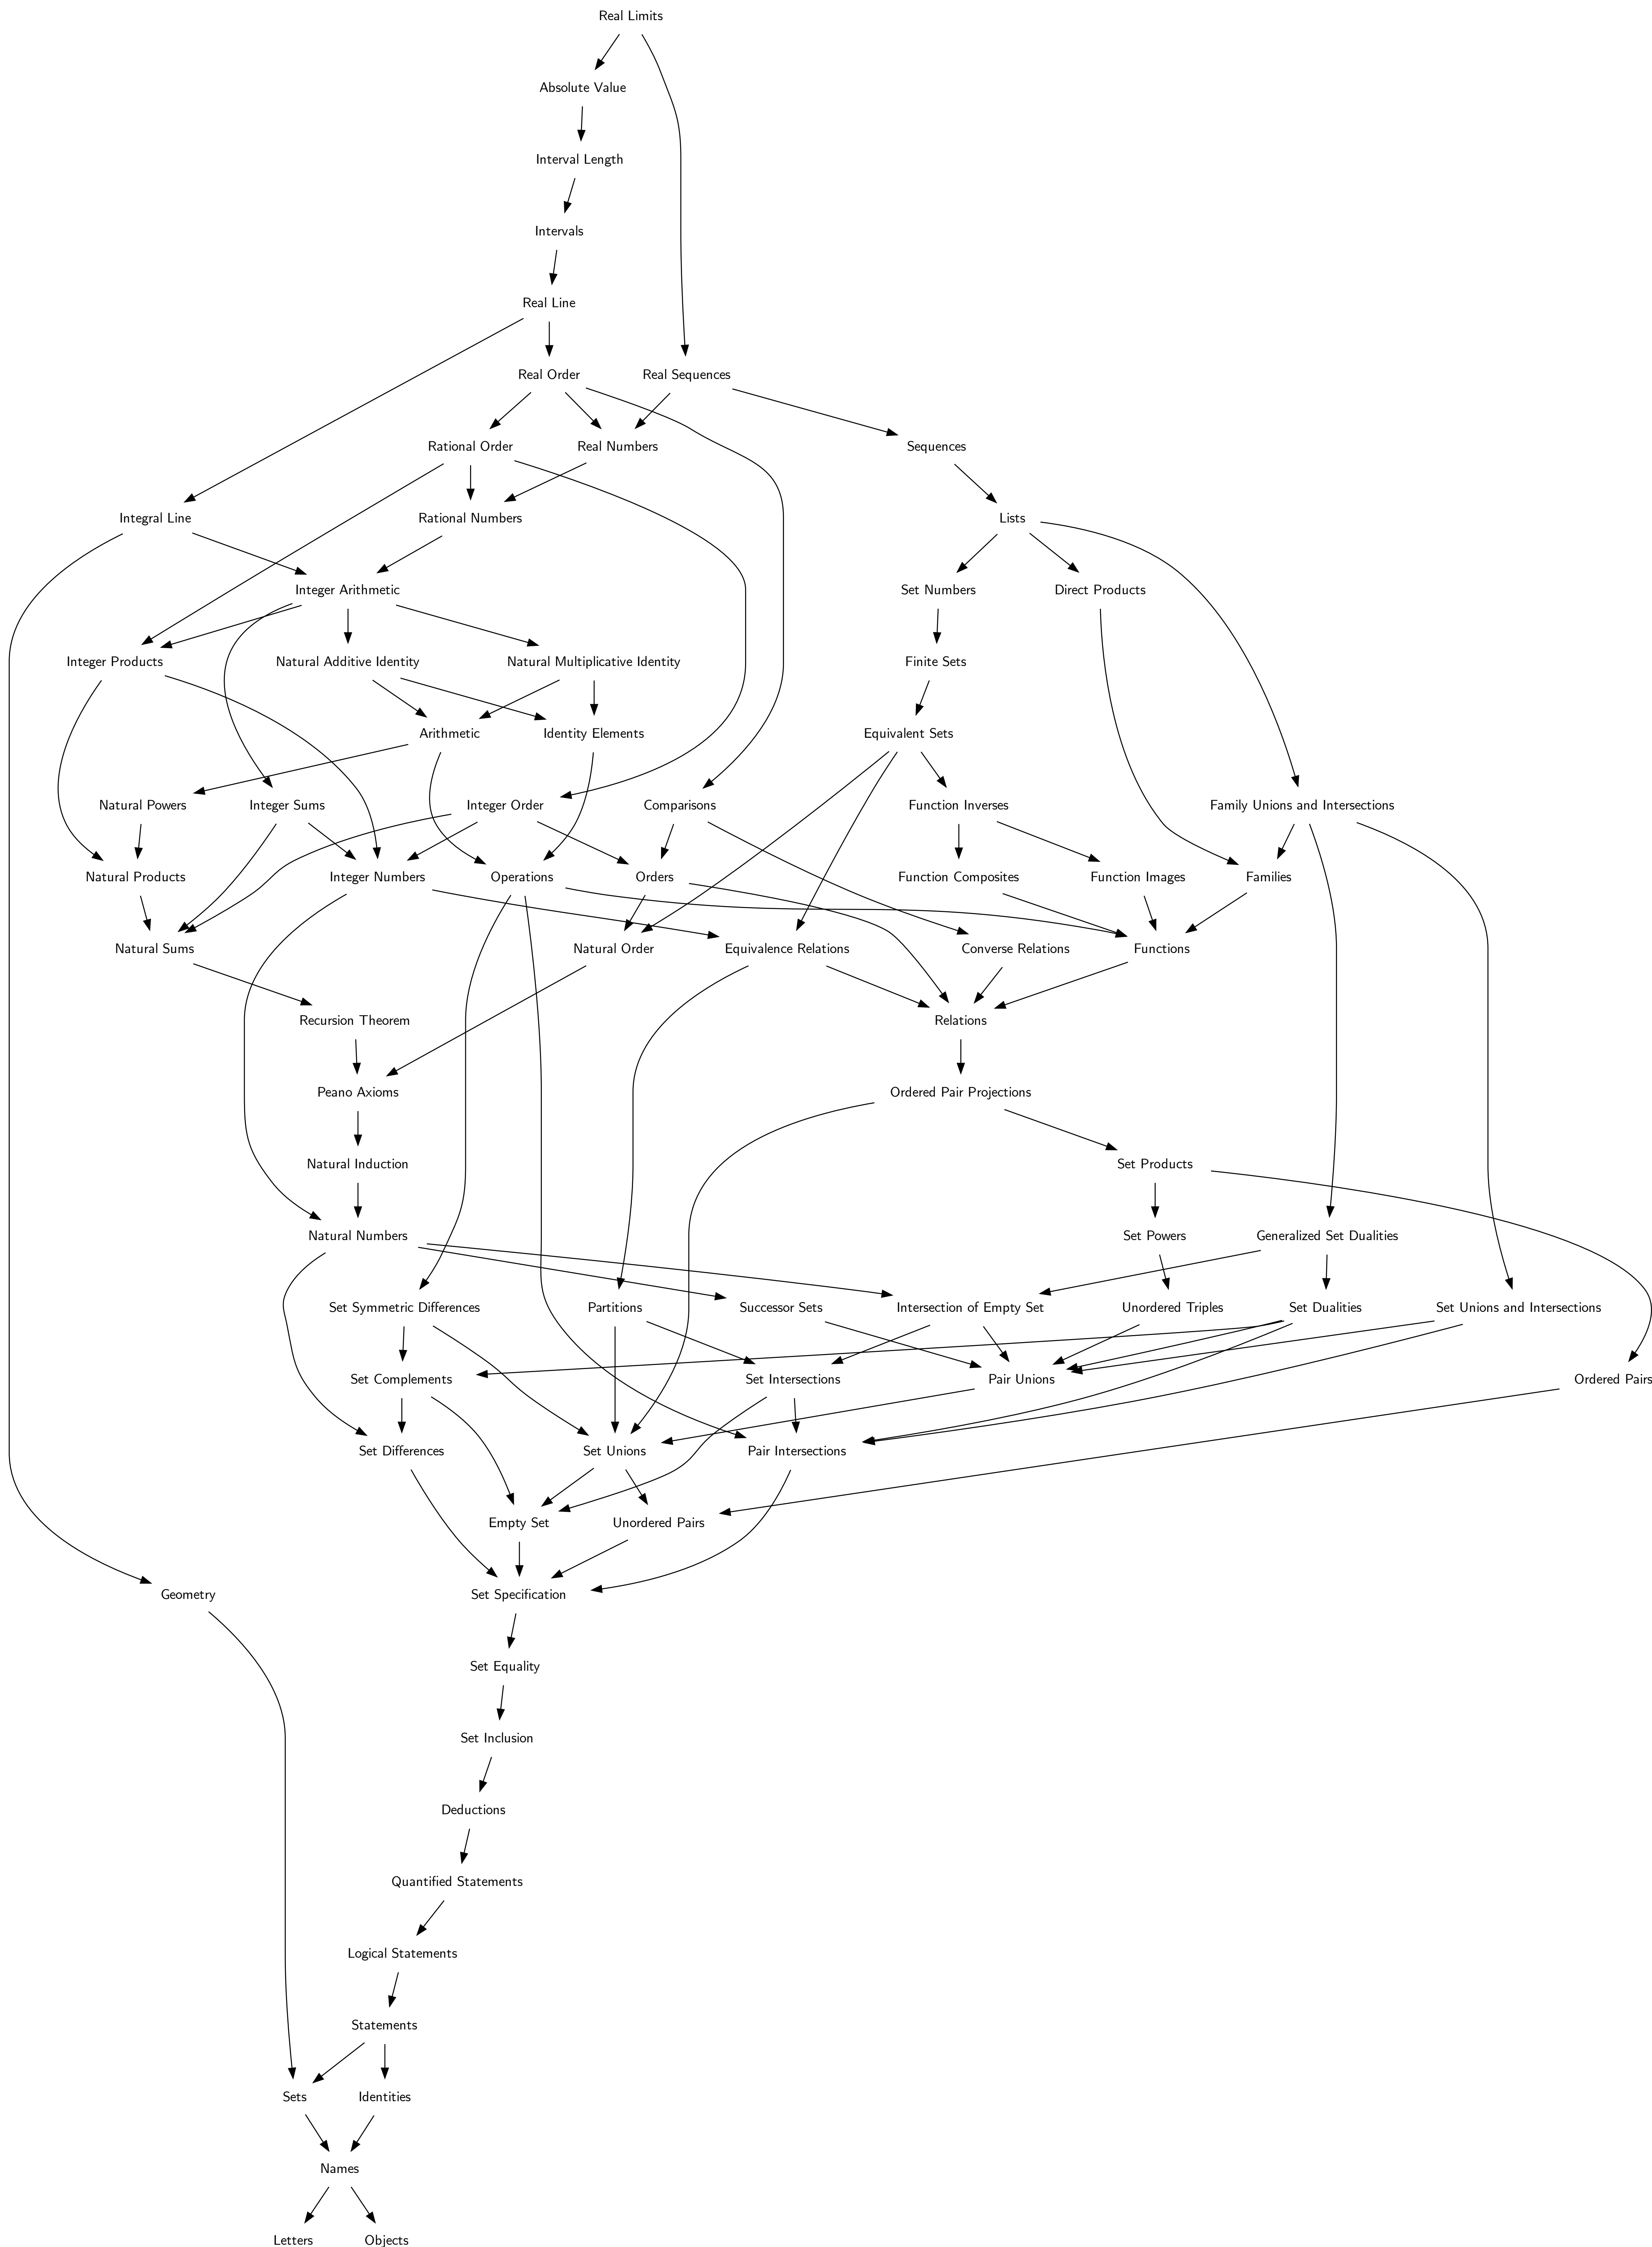 Real Limits
Absolute Value
Interval Length
Intervals
Real Line
Real Order
Real Sequences
Rational Order
Real Numbers
Sequences
Integral Line
Rational Numbers
Lists
Integer Arithmetic
Set Numbers
Direct Products
Integer Products
Natural Additive Identity
Natural Multiplicative Identity
Finite Sets
Arithmetic
Identity Elements
Equivalent Sets
Natural Powers
Integer Sums
Integer Order
Comparisons
Function Inverses
Family Unions and Intersections
Natural Products
Integer Numbers
Operations
Orders
Function Composites
Function Images
Families
Natural Sums
Natural Order
Equivalence Relations
Converse Relations
Functions
Recursion Theorem
Relations
Peano Axioms
Ordered Pair Projections
Natural Induction
Set Products
Natural Numbers
Set Powers
Generalized Set Dualities
Set Symmetric Differences
Partitions
Successor Sets
Intersection of Empty Set
Unordered Triples
Set Dualities
Set Unions and Intersections
Set Complements
Set Intersections
Pair Unions
Ordered Pairs
Set Differences
Set Unions
Pair Intersections
Empty Set
Unordered Pairs
Geometry
Set Specification
Set Equality
Set Inclusion
Deductions
Quantified Statements
Logical Statements
Statements
Sets
Identities
Names
Letters
Objects